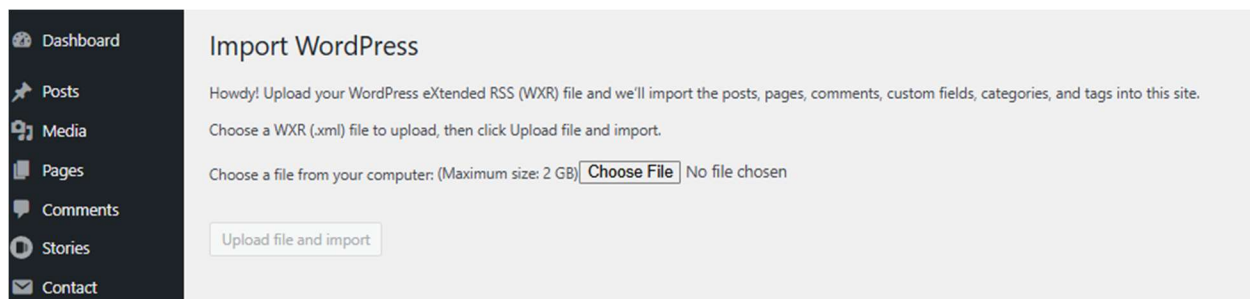 Dashboard
Posts
Media
Pages
Comments
Stories
Contact
Import WordPress
Howdy! Upload your WordPress eXtended RSS (WXR) file and we'll import the posts, pages, comments, custom fields, categories, and tags into this site.
Choose a WXR (.xml) file to upload, then click Upload file and import.
Choose a file from your computer: (Maximum size: 2 GB) Choose File No file chosen
Upload file and import